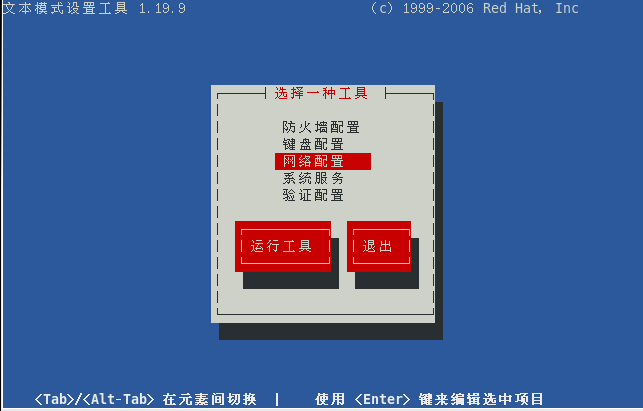 文本模式设置工具 1.19.9 (c) 1999-2006 Red Hat, Inc
选择一种工具
防火墙配置
键盘配置
网络配置
系统服务
验证配置
运行工具 退出
<Tab>/<Alt-Tab> 在元素间切换 | 使用 <Enter> 键来编辑选中项目